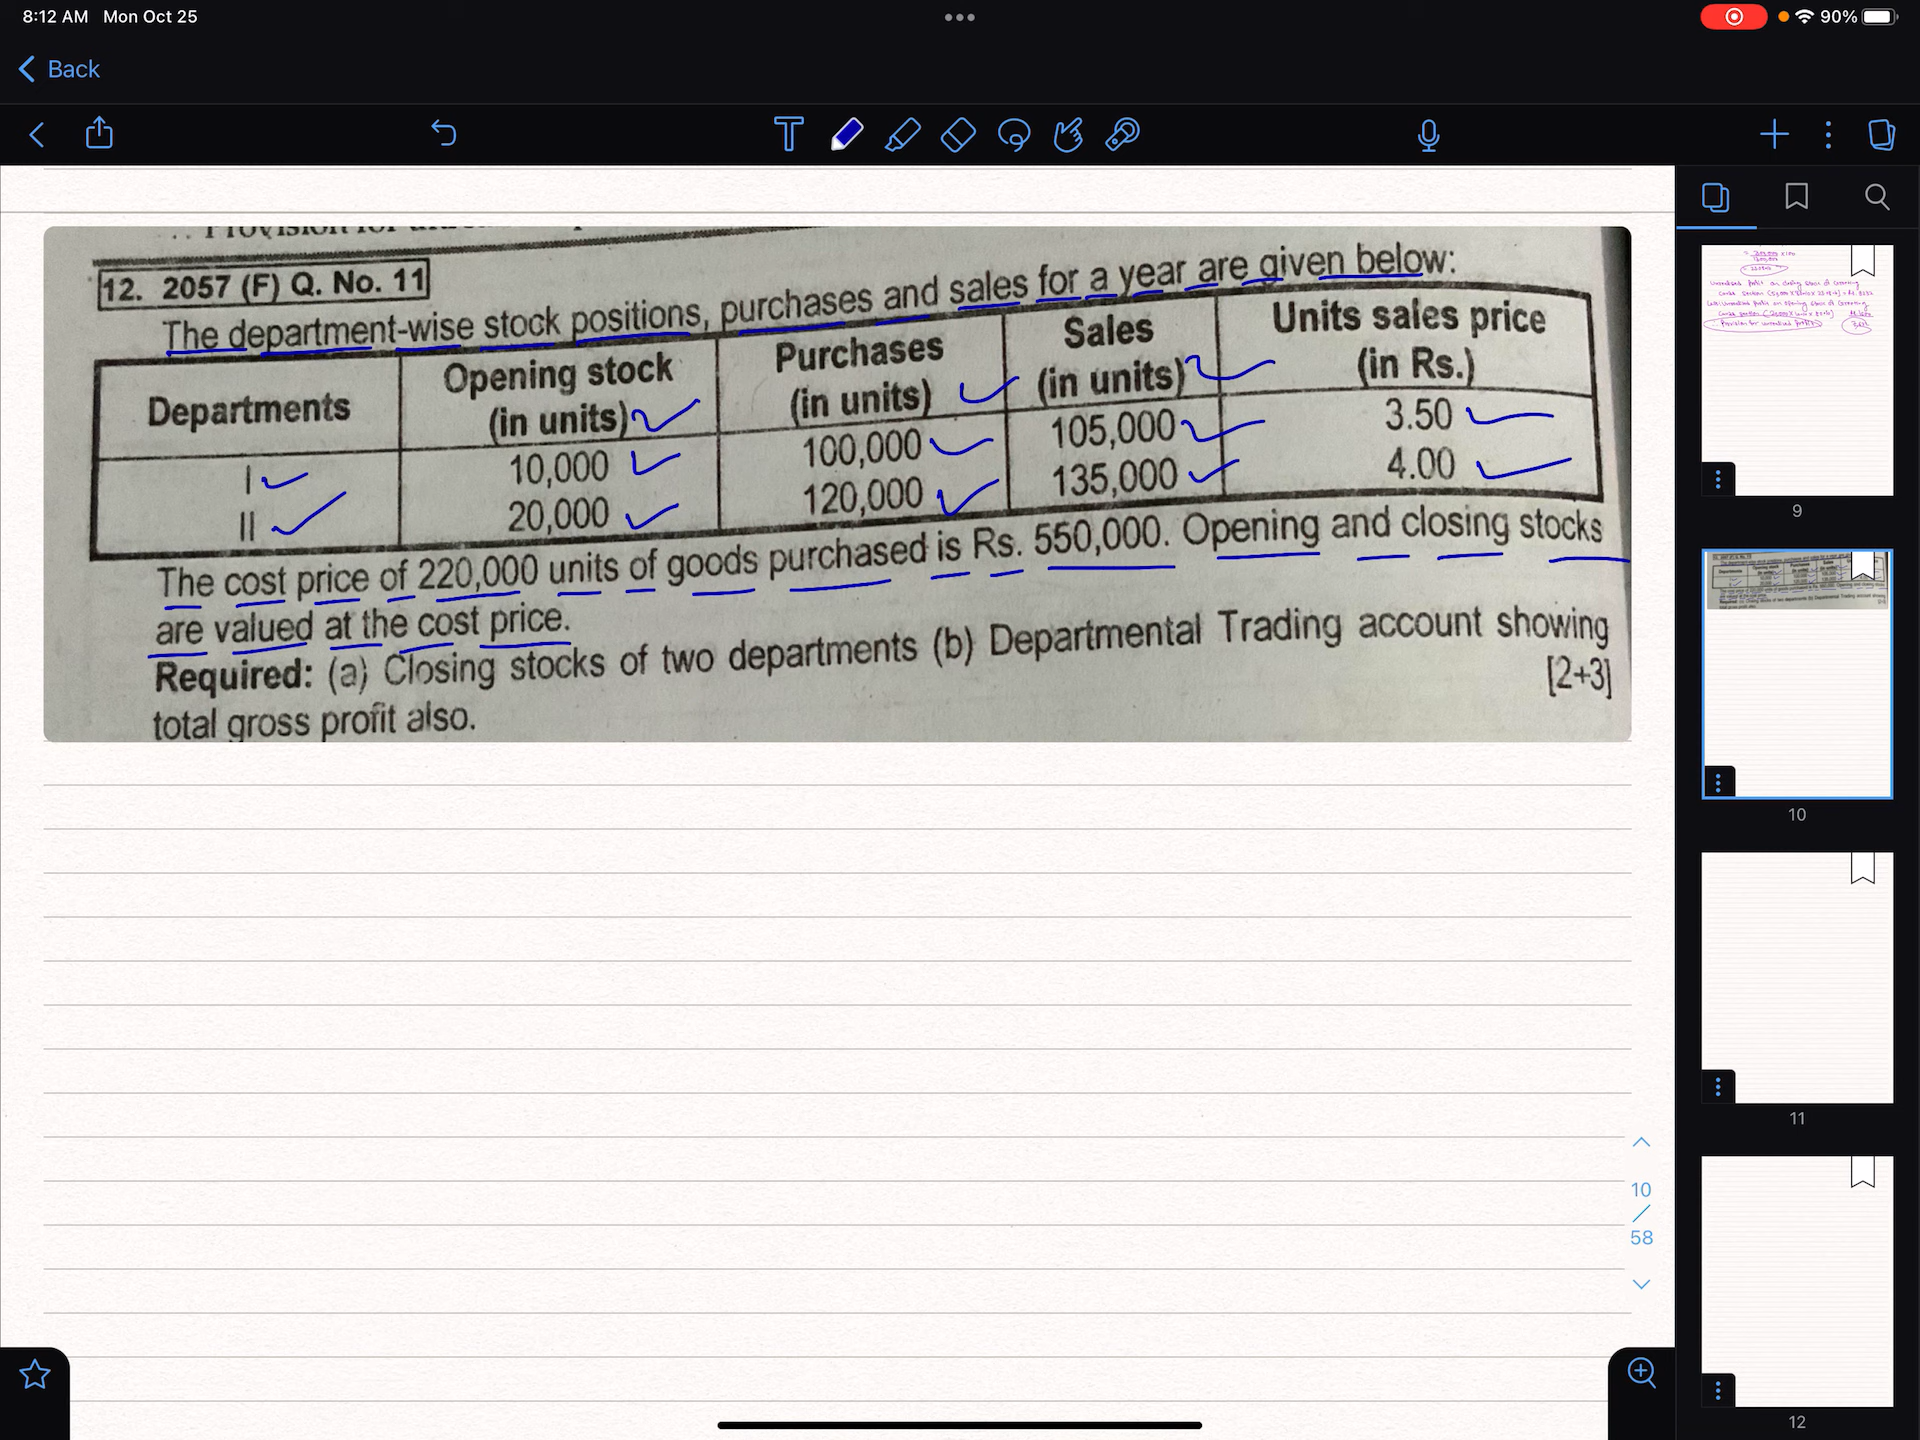 8:12 AM Mon Oct 25
90%
Back
12. 2057 (F) Q. No. 11
The department-wise stock positions, purchases and sales for a year are given below:
Departments
Opening stock
(in units)
Purchases
(in units)
Sales
(in units)
Units sales price
(in Rs.)
I 10,000 100,000 105,000 3.50
II 20,000 120,000 135,000 4.00
The cost price of 220,000 units of goods purchased is Rs. 550,000. Opening and closing stocks
are valued at the cost price.
Required: (a) Closing stocks of two departments (b) Departmental Trading account showing
total gross profit also. [2+3]
10
/
58
9
10
11
12